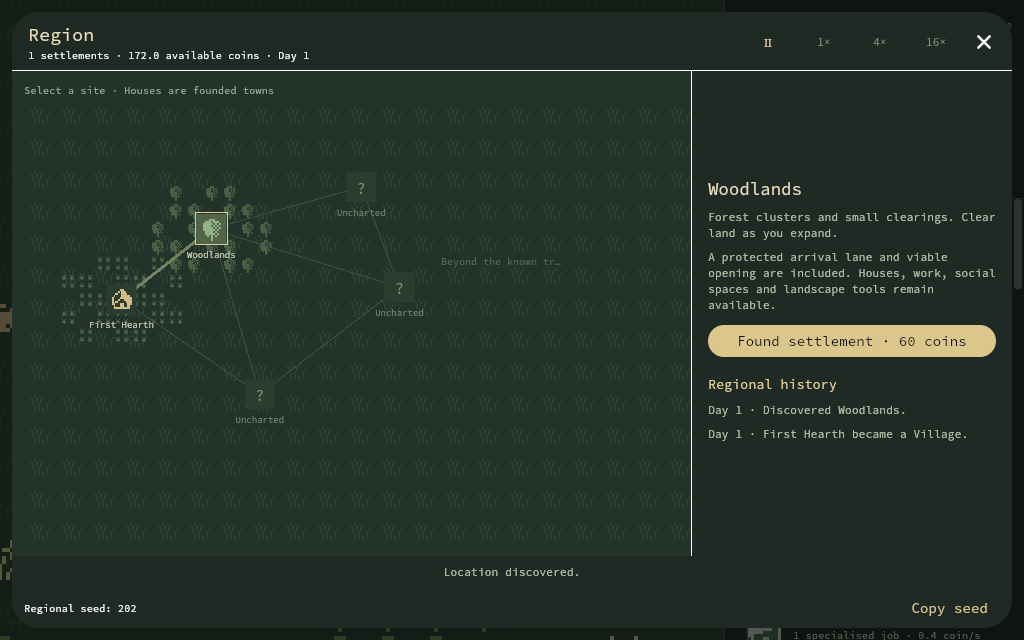 Region
1 settlements · 172.0 available coins · Day 1
II 1× 4× 16×
Select a site · Houses are founded towns
?
Uncharted
Woodlands
Beyond the known tr…
?
Uncharted
First Hearth
?
Uncharted
Woodlands
Forest clusters and small clearings. Clear
land as you expand.
A protected arrival lane and viable
opening are included. Houses, work, social
spaces and landscape tools remain
available.
Found settlement · 60 coins
Regional history
Day 1 · Discovered Woodlands.
Day 1 · First Hearth became a Village.
Location discovered.
Regional seed: 202
Copy seed
1 specialised job · 0.4 coin/s